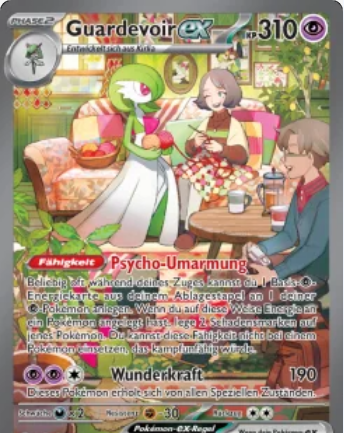 PHASE 2
Guardevoir ex KP 310
Entwickelt sich aus Kirlia
Fähigkeit Psycho-Umarmung
Beliebig oft während deines Zuges kannst du 1 Basis-
Energiekarte aus deinem Ablagestapel an 1 deiner
-Pokémon anlegen. Wenn du auf diese Weise Energie an
ein Pokémon angelegt hast, lege 2 Schadensmarken auf
jenes Pokémon. Du kannst diese Fähigkeit nicht bei einem
Pokémon einsetzen, das kampfunfähig würde.
Wunderkraft 190
Dieses Pokémon erholt sich von allen Speziellen Zuständen.
Schwäche ×2 Resistenz -30 Rückzug
Pokémon-ex-Regel
Wenn dein Pokémon-ex